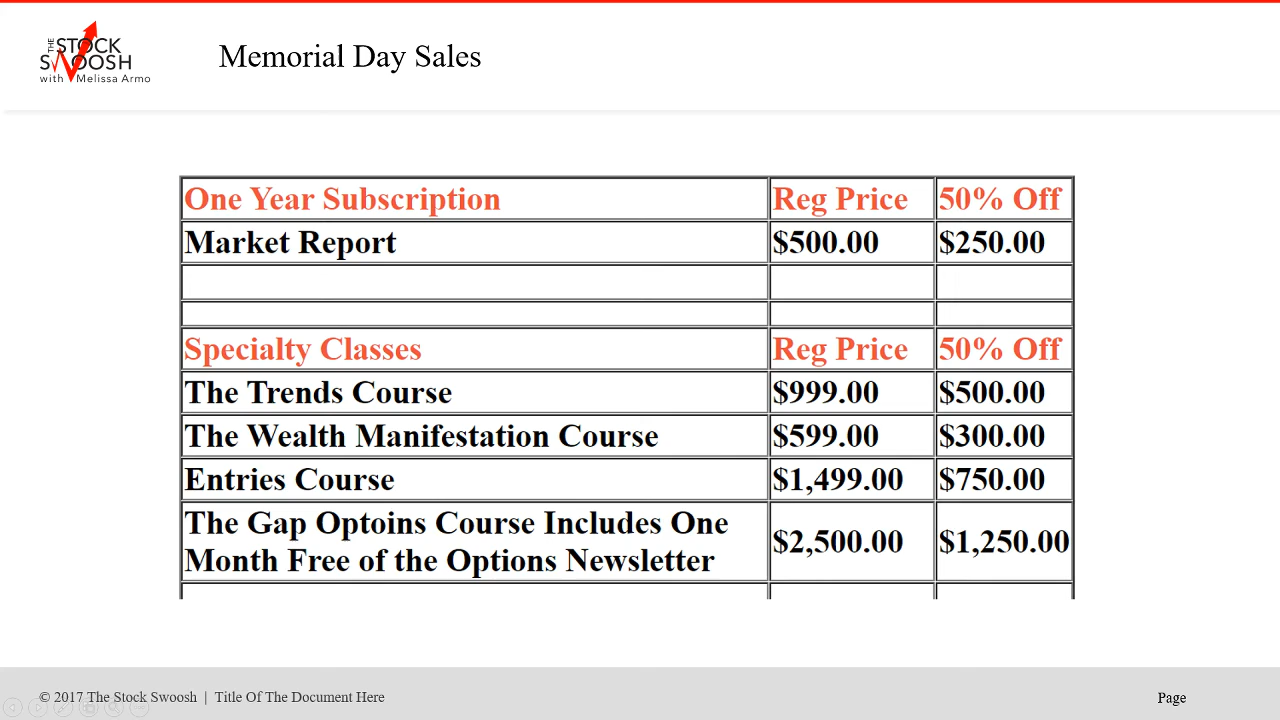 THE STOCK
SWOOSH
with Melissa Armo
Memorial Day Sales
One Year Subscription Reg Price 50% Off
Market Report $500.00 $250.00
Specialty Classes Reg Price 50% Off
The Trends Course $999.00 $500.00
The Wealth Manifestation Course $599.00 $300.00
Entries Course $1,499.00 $750.00
The Gap Optoins Course Includes One
Month Free of the Options Newsletter $2,500.00 $1,250.00
© 2017 The Stock Swoosh | Title Of The Document Here
Page